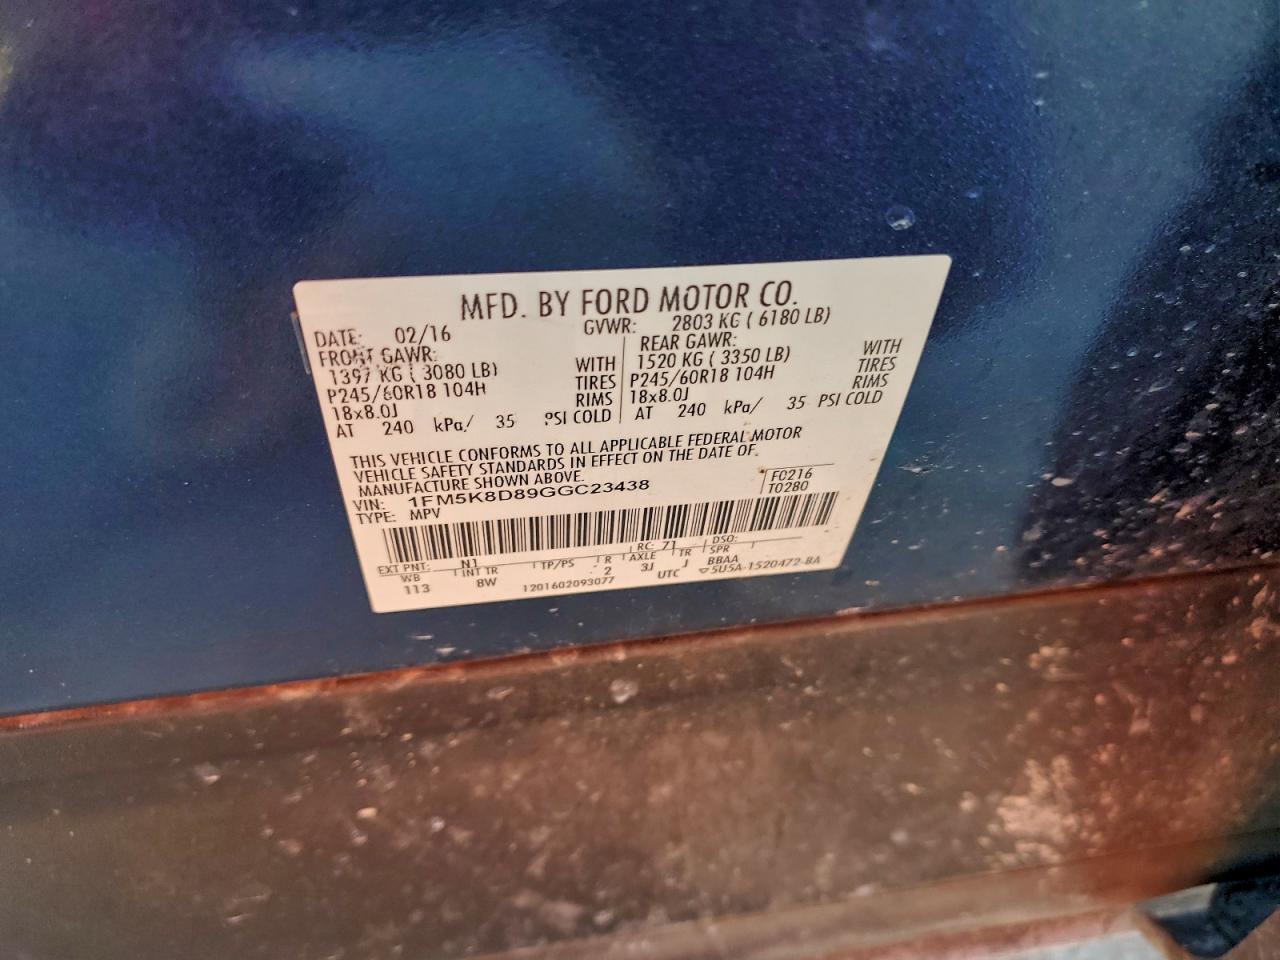 MFD. BY FORD MOTOR CO.
DATE: 02/16 GVWR: 2803 KG ( 6180 LB)
FRONT GAWR: REAR GAWR:
1397 KG ( 3080 LB) WITH 1520 KG ( 3350 LB) WITH
P245/60R18 104H TIRES P245/60R18 104H TIRES
18x8.0J RIMS 18x8.0J RIMS
AT 240 kPa/ 35 PSI COLD AT 240 kPa/ 35 PSI COLD
THIS VEHICLE CONFORMS TO ALL APPLICABLE FEDERAL MOTOR
VEHICLE SAFETY STANDARDS IN EFFECT ON THE DATE OF
MANUFACTURE SHOWN ABOVE.
VIN: 1FM5K8D89GGC23438 F0216
TYPE: MPV T0280
EXT PNT: N1 RC: 71 DSO:
WB INT TR TP/PS R AXLE TR SPR
113 8W 2 3J J BBAA
1201602093077 UTC 5U5A-1520472-BA